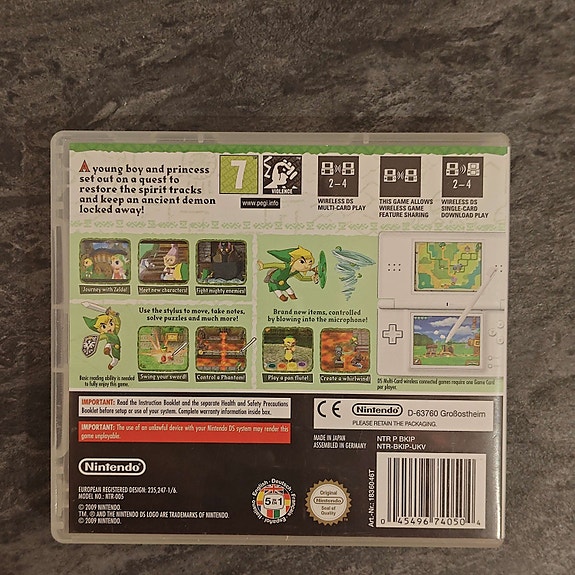 A young boy and princess
set out on a quest to
restore the spirit tracks
and keep an ancient demon
locked away!
7
VIOLENCE
www.pegi.info
2-4
WIRELESS DS
MULTI-CARD PLAY
THIS GAME ALLOWS
WIRELESS GAME
FEATURE SHARING
2-4
WIRELESS DS
SINGLE-CARD
DOWNLOAD PLAY
Journey with Zelda!
Meet new characters!
Fight mighty enemies!
Use the stylus to move, take notes,
solve puzzles and much more!
Basic reading ability is needed
to fully enjoy this game.
Swing your sword!
Control a Phantom!
Brand new items, controlled
by blowing into the microphone!
Play a pan flute!
Create a whirlwind!
DS Multi-Card wireless connected games require one Game Card
per player.
IMPORTANT: Read the Instruction Booklet and the separate Health and Safety Precautions
Booklet before setup or use of your system. Complete warranty information inside box.
IMPORTANT: The use of an unlawful device with your Nintendo DS system may render this
game unplayable.
CE
Nintendo
D-63760 Großostheim
PLEASE RETAIN THE PACKAGING.
Nintendo
MADE IN JAPAN
ASSEMBLED IN GERMANY
NTR P BKIP
NTR-BKIP-UKV
EUROPEAN REGISTERED DESIGN: 235,247-1/6.
MODEL NO.: NTR-005
© 2009 NINTENDO.
TM, ® AND THE NINTENDO DS LOGO ARE TRADEMARKS OF NINTENDO.
© 2009 NINTENDO.
English - Deutsch
5 in 1
Original
Nintendo
Seal of
Quality
Art.-Nr.: 1836046T
0 45496 74050 4